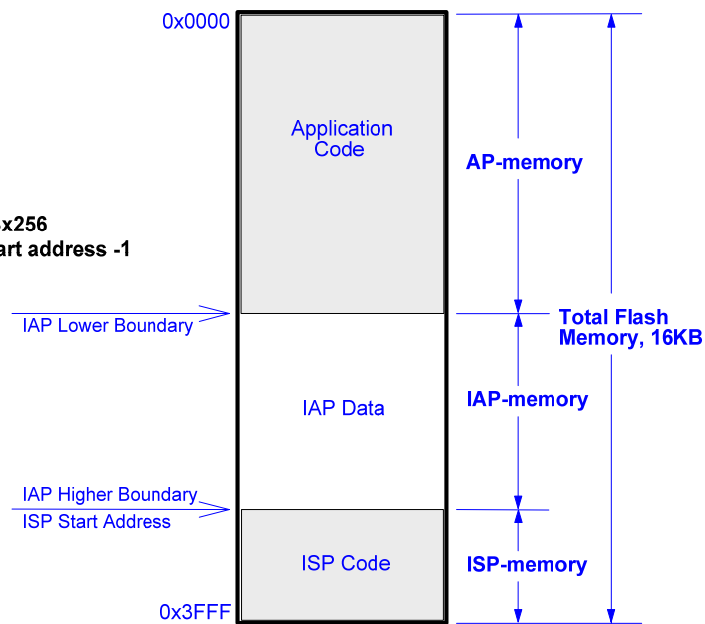 0x0000
Application
Code
AP-memory
x256
art address -1
IAP Lower Boundary
Total Flash
Memory, 16KB
IAP Data
IAP-memory
IAP Higher Boundary
ISP Start Address
ISP Code
ISP-memory
0x3FFF